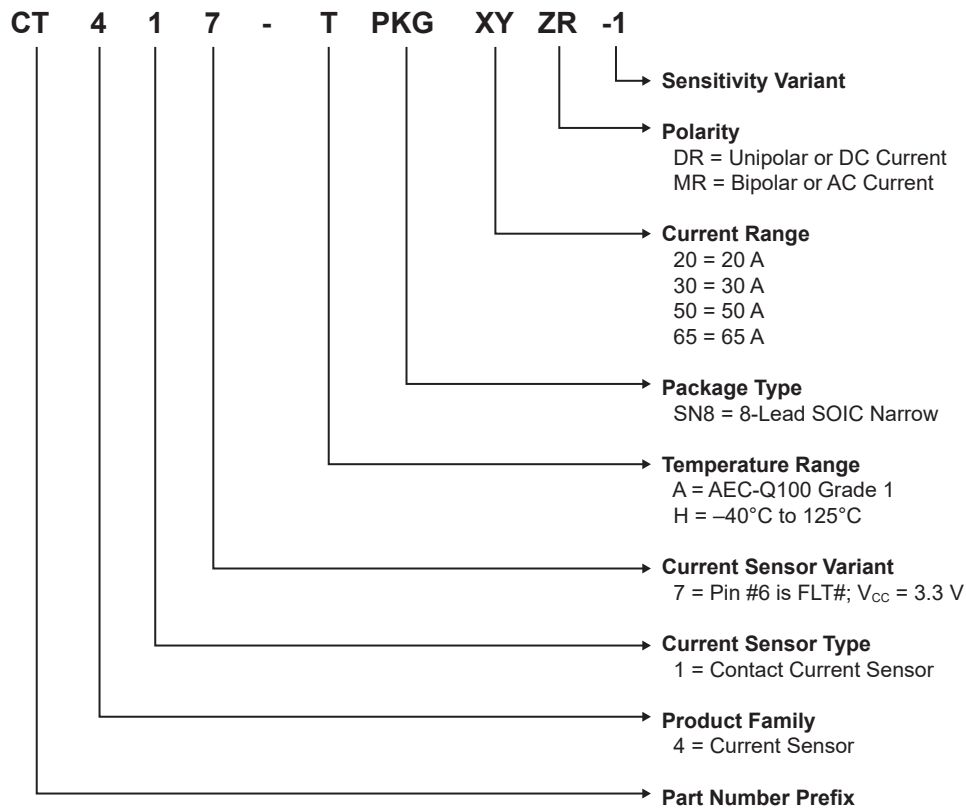 CT 4 1 7 - T PKG XY ZR -1
Sensitivity Variant
Polarity
DR = Unipolar or DC Current
MR = Bipolar or AC Current
Current Range
20 = 20 A
30 = 30 A
50 = 50 A
65 = 65 A
Package Type
SN8 = 8-Lead SOIC Narrow
Temperature Range
A = AEC-Q100 Grade 1
H = –40°C to 125°C
Current Sensor Variant
7 = Pin #6 is FLT#; VCC = 3.3 V
Current Sensor Type
1 = Contact Current Sensor
Product Family
4 = Current Sensor
Part Number Prefix